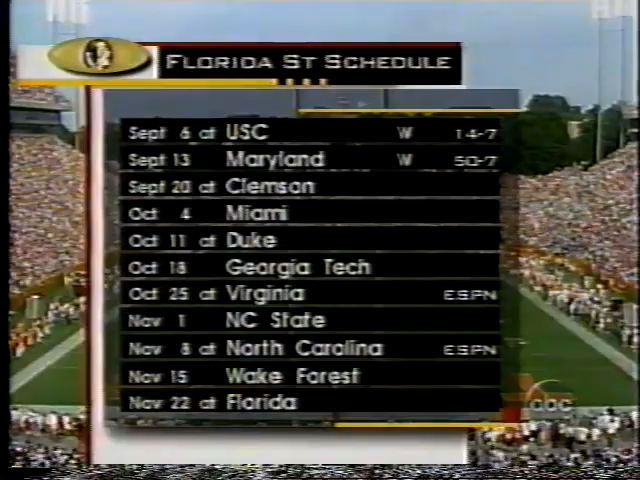 FLORIDA ST SCHEDULE
Sept 6 at USC W 14-7
Sept 13 Maryland W 50-7
Sept 20 at Clemson
Oct 4 Miami
Oct 11 at Duke
Oct 18 Georgia Tech
Oct 25 at Virginia ESPN
Nov 1 NC State
Nov 8 at North Carolina ESPN
Nov 15 Wake Forest
Nov 22 at Florida
abc